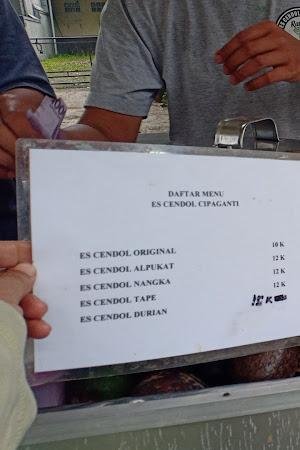 DAFTAR MENU
ES CENDOL CIPAGANTI
ES CENDOL ORIGINAL 10 K
ES CENDOL ALPUKAT 12 K
ES CENDOL NANGKA 12 K
ES CENDOL TAPE 12 K
ES CENDOL DURIAN